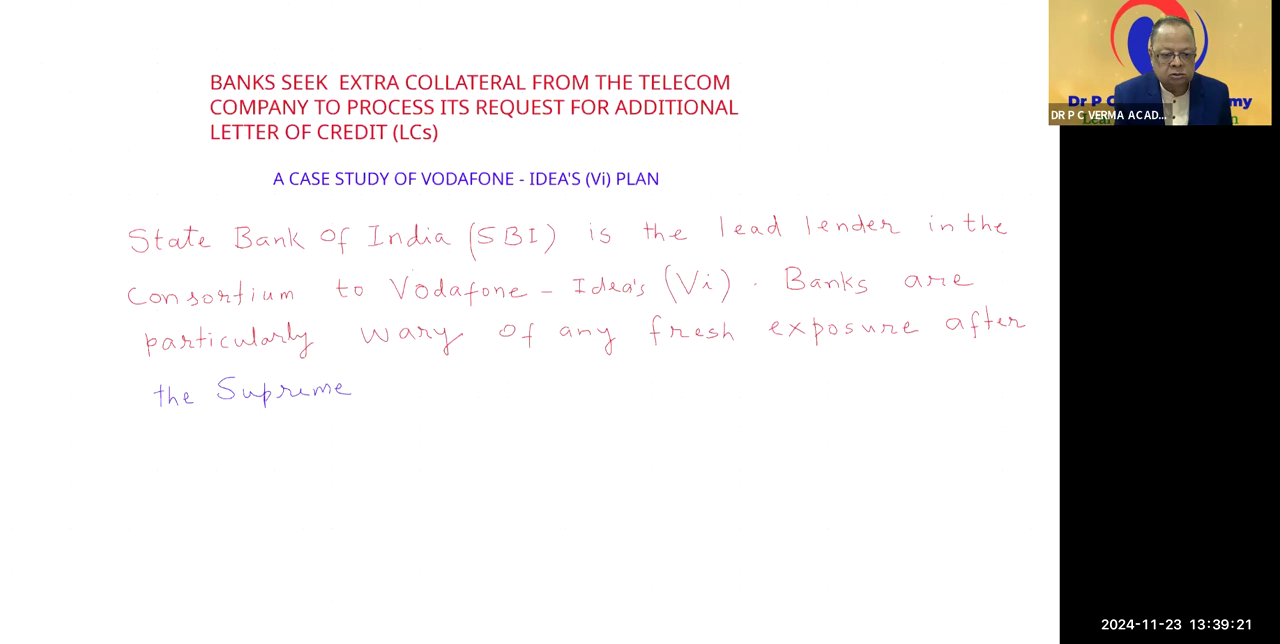 BANKS SEEK EXTRA COLLATERAL FROM THE TELECOM
COMPANY TO PROCESS ITS REQUEST FOR ADDITIONAL
LETTER OF CREDIT (LCs)
A CASE STUDY OF VODAFONE - IDEA'S (Vi) PLAN
State Bank Of India (SBI) is the lead lender in the
Consortium to Vodafone - Idea's (Vi). Banks are
particularly wary of any fresh exposure after
the Supreme
Dr P C
my
DR P C VERMA ACAD...
2024-11-23 13:39:21